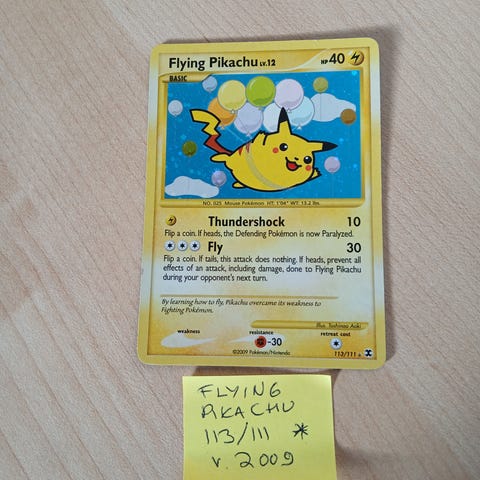 Flying Pikachu LV.12 HP 40
BASIC
NO. 025 Mouse Pokémon HT: 1'04" WT: 13.2 lbs.
Thundershock 10
Flip a coin. If heads, the Defending Pokémon is now Paralyzed.
Fly 30
Flip a coin. If tails, this attack does nothing. If heads, prevent all
effects of an attack, including damage, done to Flying Pikachu
during your opponent's next turn.
By learning how to fly, Pikachu overcame its weakness to
Fighting Pokémon.
Illus. Toshinao Aoki
weakness resistance retreat cost
-30
©2009 Pokémon/Nintendo 113/111
FLYING
PIKACHU
113/111 *
v. 2009